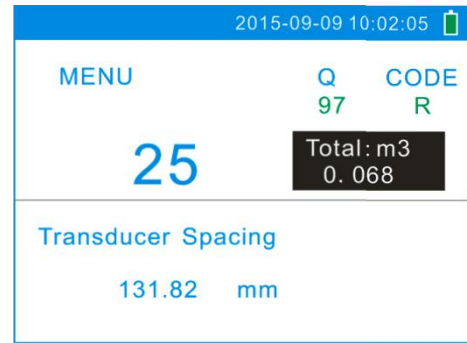 2015-09-09 10:02:05
MENU Q CODE
97 R
25 Total: m3
0.068
Transducer Spacing
131.82 mm